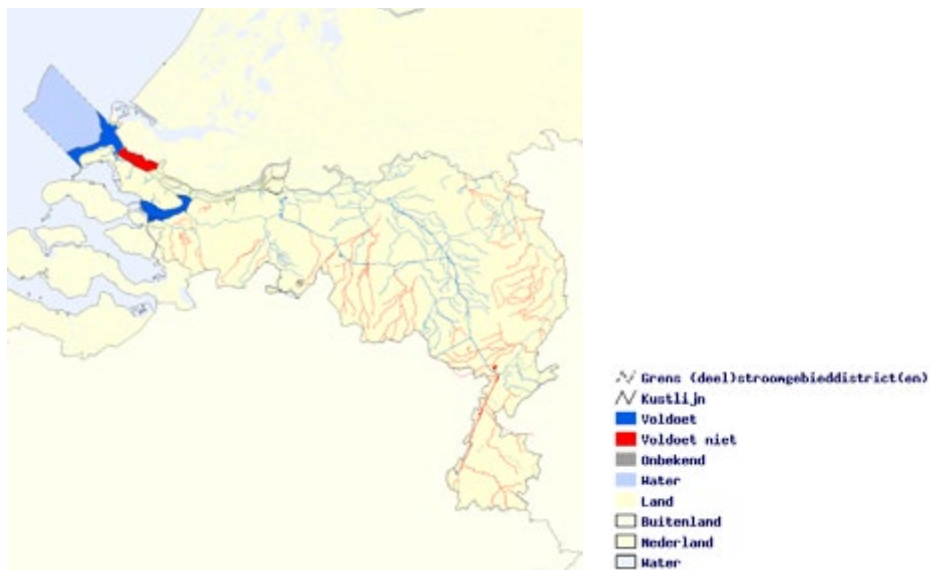 Grens (deel)stroomgebieddistrict(en)
Kustlijn
Voldoet
Voldoet niet
Onbekend
Water
Land
Buitenland
Nederland
Water